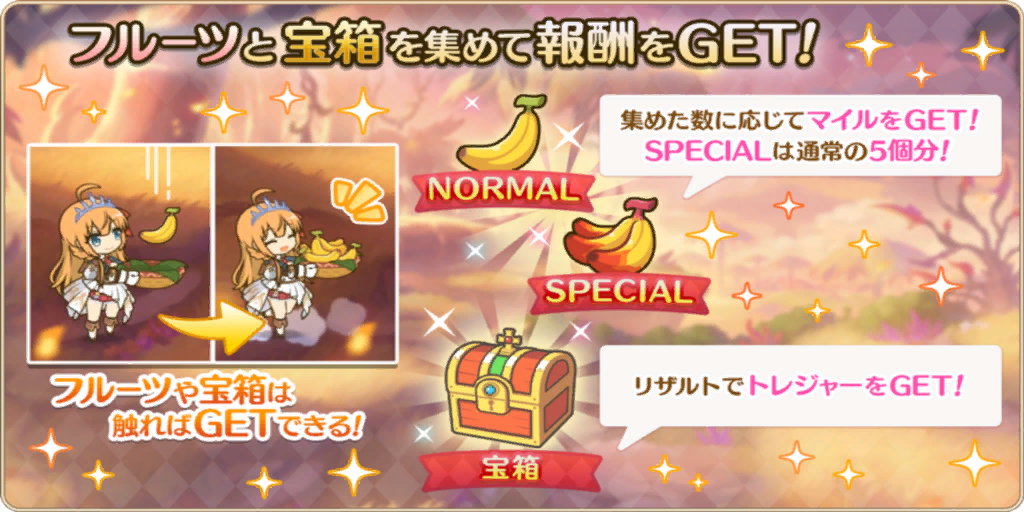 フルーツと宝箱を集めて報酬をGET!
NORMAL
集めた数に応じてマイルをGET!
SPECIALは通常の5個分!
SPECIAL
フルーツや宝箱は
触ればGETできる!
宝箱
リザルトでトレジャーをGET!